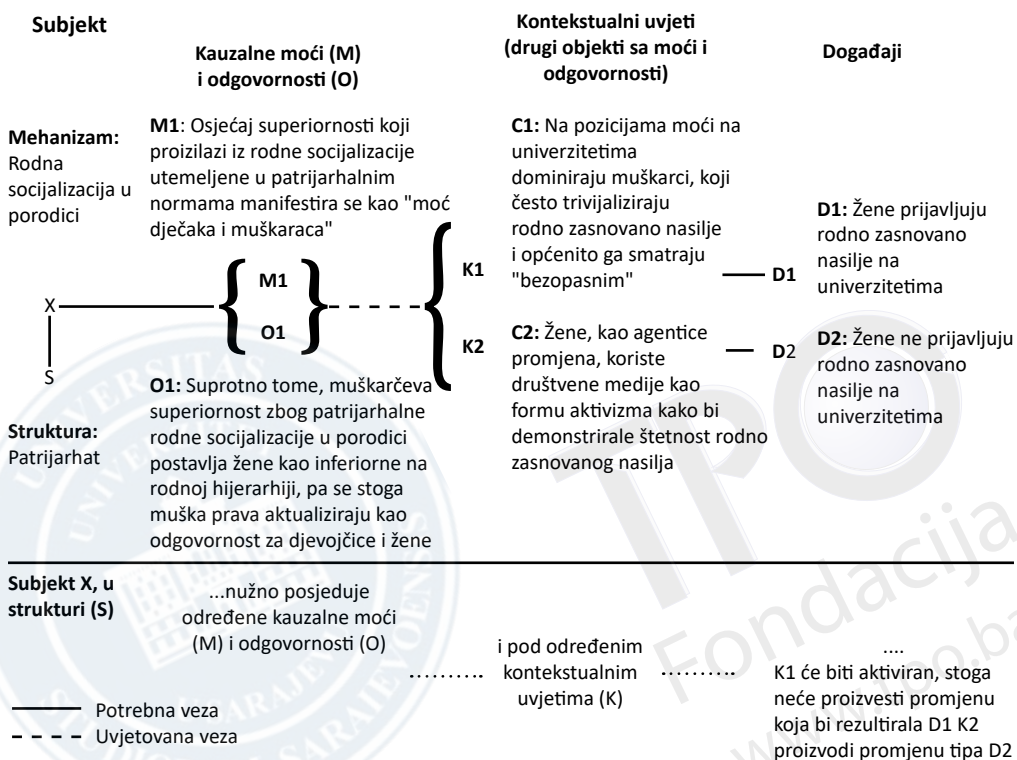 Subjekt
Kauzalne moći (M)
i odgovornosti (O)
Kontekstualni uvjeti
(drugi objekti sa moći i
odgovornosti)
Događaji
Mehanizam:
Rodna
socijalizacija u
porodici
M1: Osjećaj superiornosti koji
proizilazi iz rodne socijalizacije
utemeljene u patrijarhalnim
normama manifestira se kao "moć
dječaka i muškaraca"
C1: Na pozicijama moći na
univerzitetima
dominiraju muškarci, koji
često trivijaliziraju
rodno zasnovano nasilje
i općenito ga smatraju
"bezopasnim"
D1: Žene prijavljuju
rodno zasnovano
nasilje na
univerzitetima
X
S
{ M1 }
O1
{ K1
K2
D1
D2
C2: Žene, kao agentice
promjena, koriste
društvene medije kao
formu aktivizma kako bi
demonstrirale štetnost rodno
zasnovanog nasilja
D2: Žene ne prijavljuju
rodno zasnovano
nasilje na
univerzitetima
Struktura:
Patrijarhat
O1: Suprotno tome, muškarčeva
superiornost zbog patrijarhalne
rodne socijalizacije u porodici
postavlja žene kao inferiorne na
rodnoj hijerarhiji, pa se stoga
muška prava aktualiziraju kao
odgovornost za djevojčice i žene
Subjekt X, u
strukturi (S)
...nužno posjeduje
određene kauzalne moći
(M) i odgovornosti (O)
.........
i pod određenim
kontekstualnim
uvjetima (K)
.........
....
K1 će biti aktiviran, stoga
neće proizvesti promjenu
koja bi rezultirala D1 K2
proizvodi promjenu tipa D2
Potrebna veza
Uvjetovana veza
TPO
Fondacija
www.tpo.ba
UNIVERSITAS